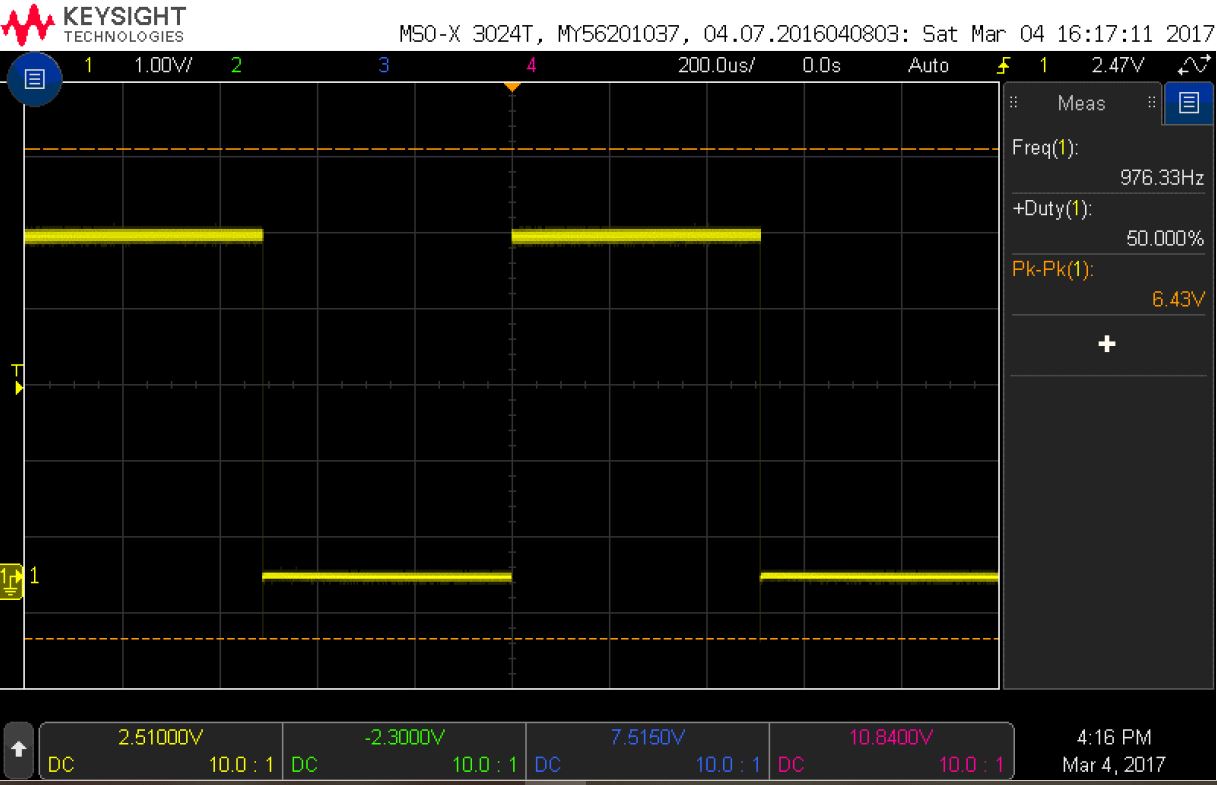 KEYSIGHT
TECHNOLOGIES
MSO-X 3024T, MY56201037, 04.07.2016040803: Sat Mar 04 16:17:11 2017
1 1.00V/ 2 3 4 200.0us/ 0.0s Auto 1 2.47V
Meas
Freq(1):
976.33Hz
+Duty(1):
50.000%
Pk-Pk(1):
6.43V
+
T
1 1
2.51000V -2.3000V 7.5150V 10.8400V
DC 10.0 : 1 DC 10.0 : 1 DC 10.0 : 1 DC 10.0 : 1
4:16 PM
Mar 4, 2017